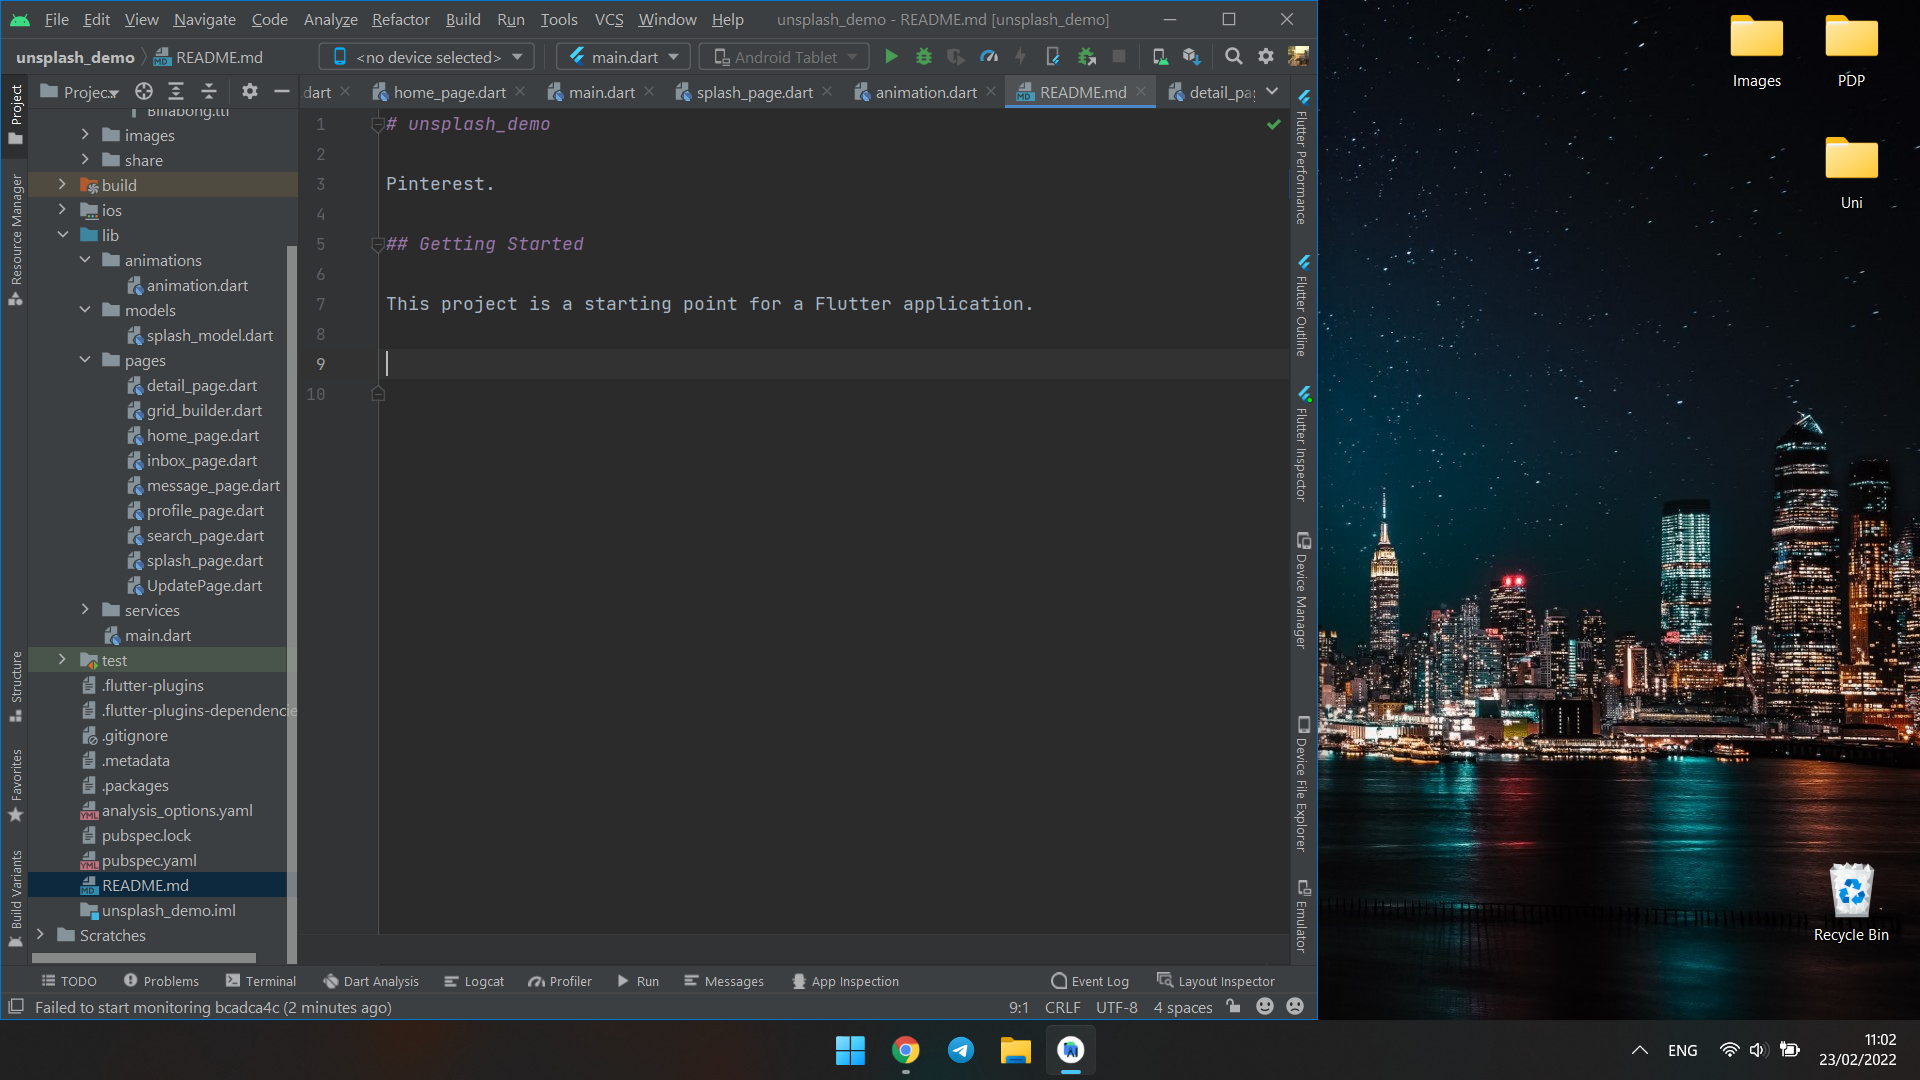 File Edit View Navigate Code Analyze Refactor Build Run Tools VCS Window Help unsplash_demo - README.md [unsplash_demo]
unsplash_demo README.md <no device selected> main.dart Android Tablet
Projec... dart home_page.dart main.dart splash_page.dart animation.dart README.md detail_pa
Billabong.ttf
images
share
build
ios
lib
animations
animation.dart
models
splash_model.dart
pages
detail_page.dart
grid_builder.dart
home_page.dart
inbox_page.dart
message_page.dart
profile_page.dart
search_page.dart
splash_page.dart
UpdatePage.dart
services
main.dart
test
.flutter-plugins
.flutter-plugins-dependencie
.gitignore
.metadata
.packages
analysis_options.yaml
pubspec.lock
pubspec.yaml
README.md
unsplash_demo.iml
Scratches
Project
Resource Manager
Structure
Favorites
Build Variants
1 # unsplash_demo
2
3 Pinterest.
4
5 ## Getting Started
6
7 This project is a starting point for a Flutter application.
8
9
10
Flutter Performance
Flutter Outline
Flutter Inspector
Device Manager
Device File Explorer
Emulator
TODO Problems Terminal Dart Analysis Logcat Profiler Run Messages App Inspection Event Log Layout Inspector
Failed to start monitoring bcadca4c (2 minutes ago) 9:1 CRLF UTF-8 4 spaces
Images
PDP
Uni
Recycle Bin
ENG
11:02
23/02/2022